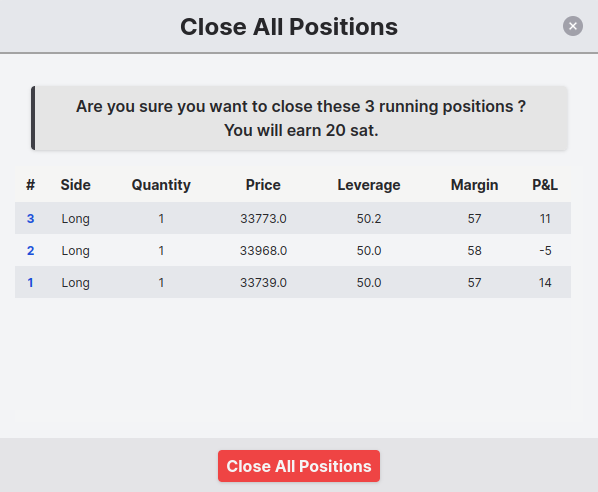 Close All Positions
Are you sure you want to close these 3 running positions ?
You will earn 20 sat.
# Side Quantity Price Leverage Margin P&L
3 Long 1 33773.0 50.2 57 11
2 Long 1 33968.0 50.0 58 -5
1 Long 1 33739.0 50.0 57 14
Close All Positions